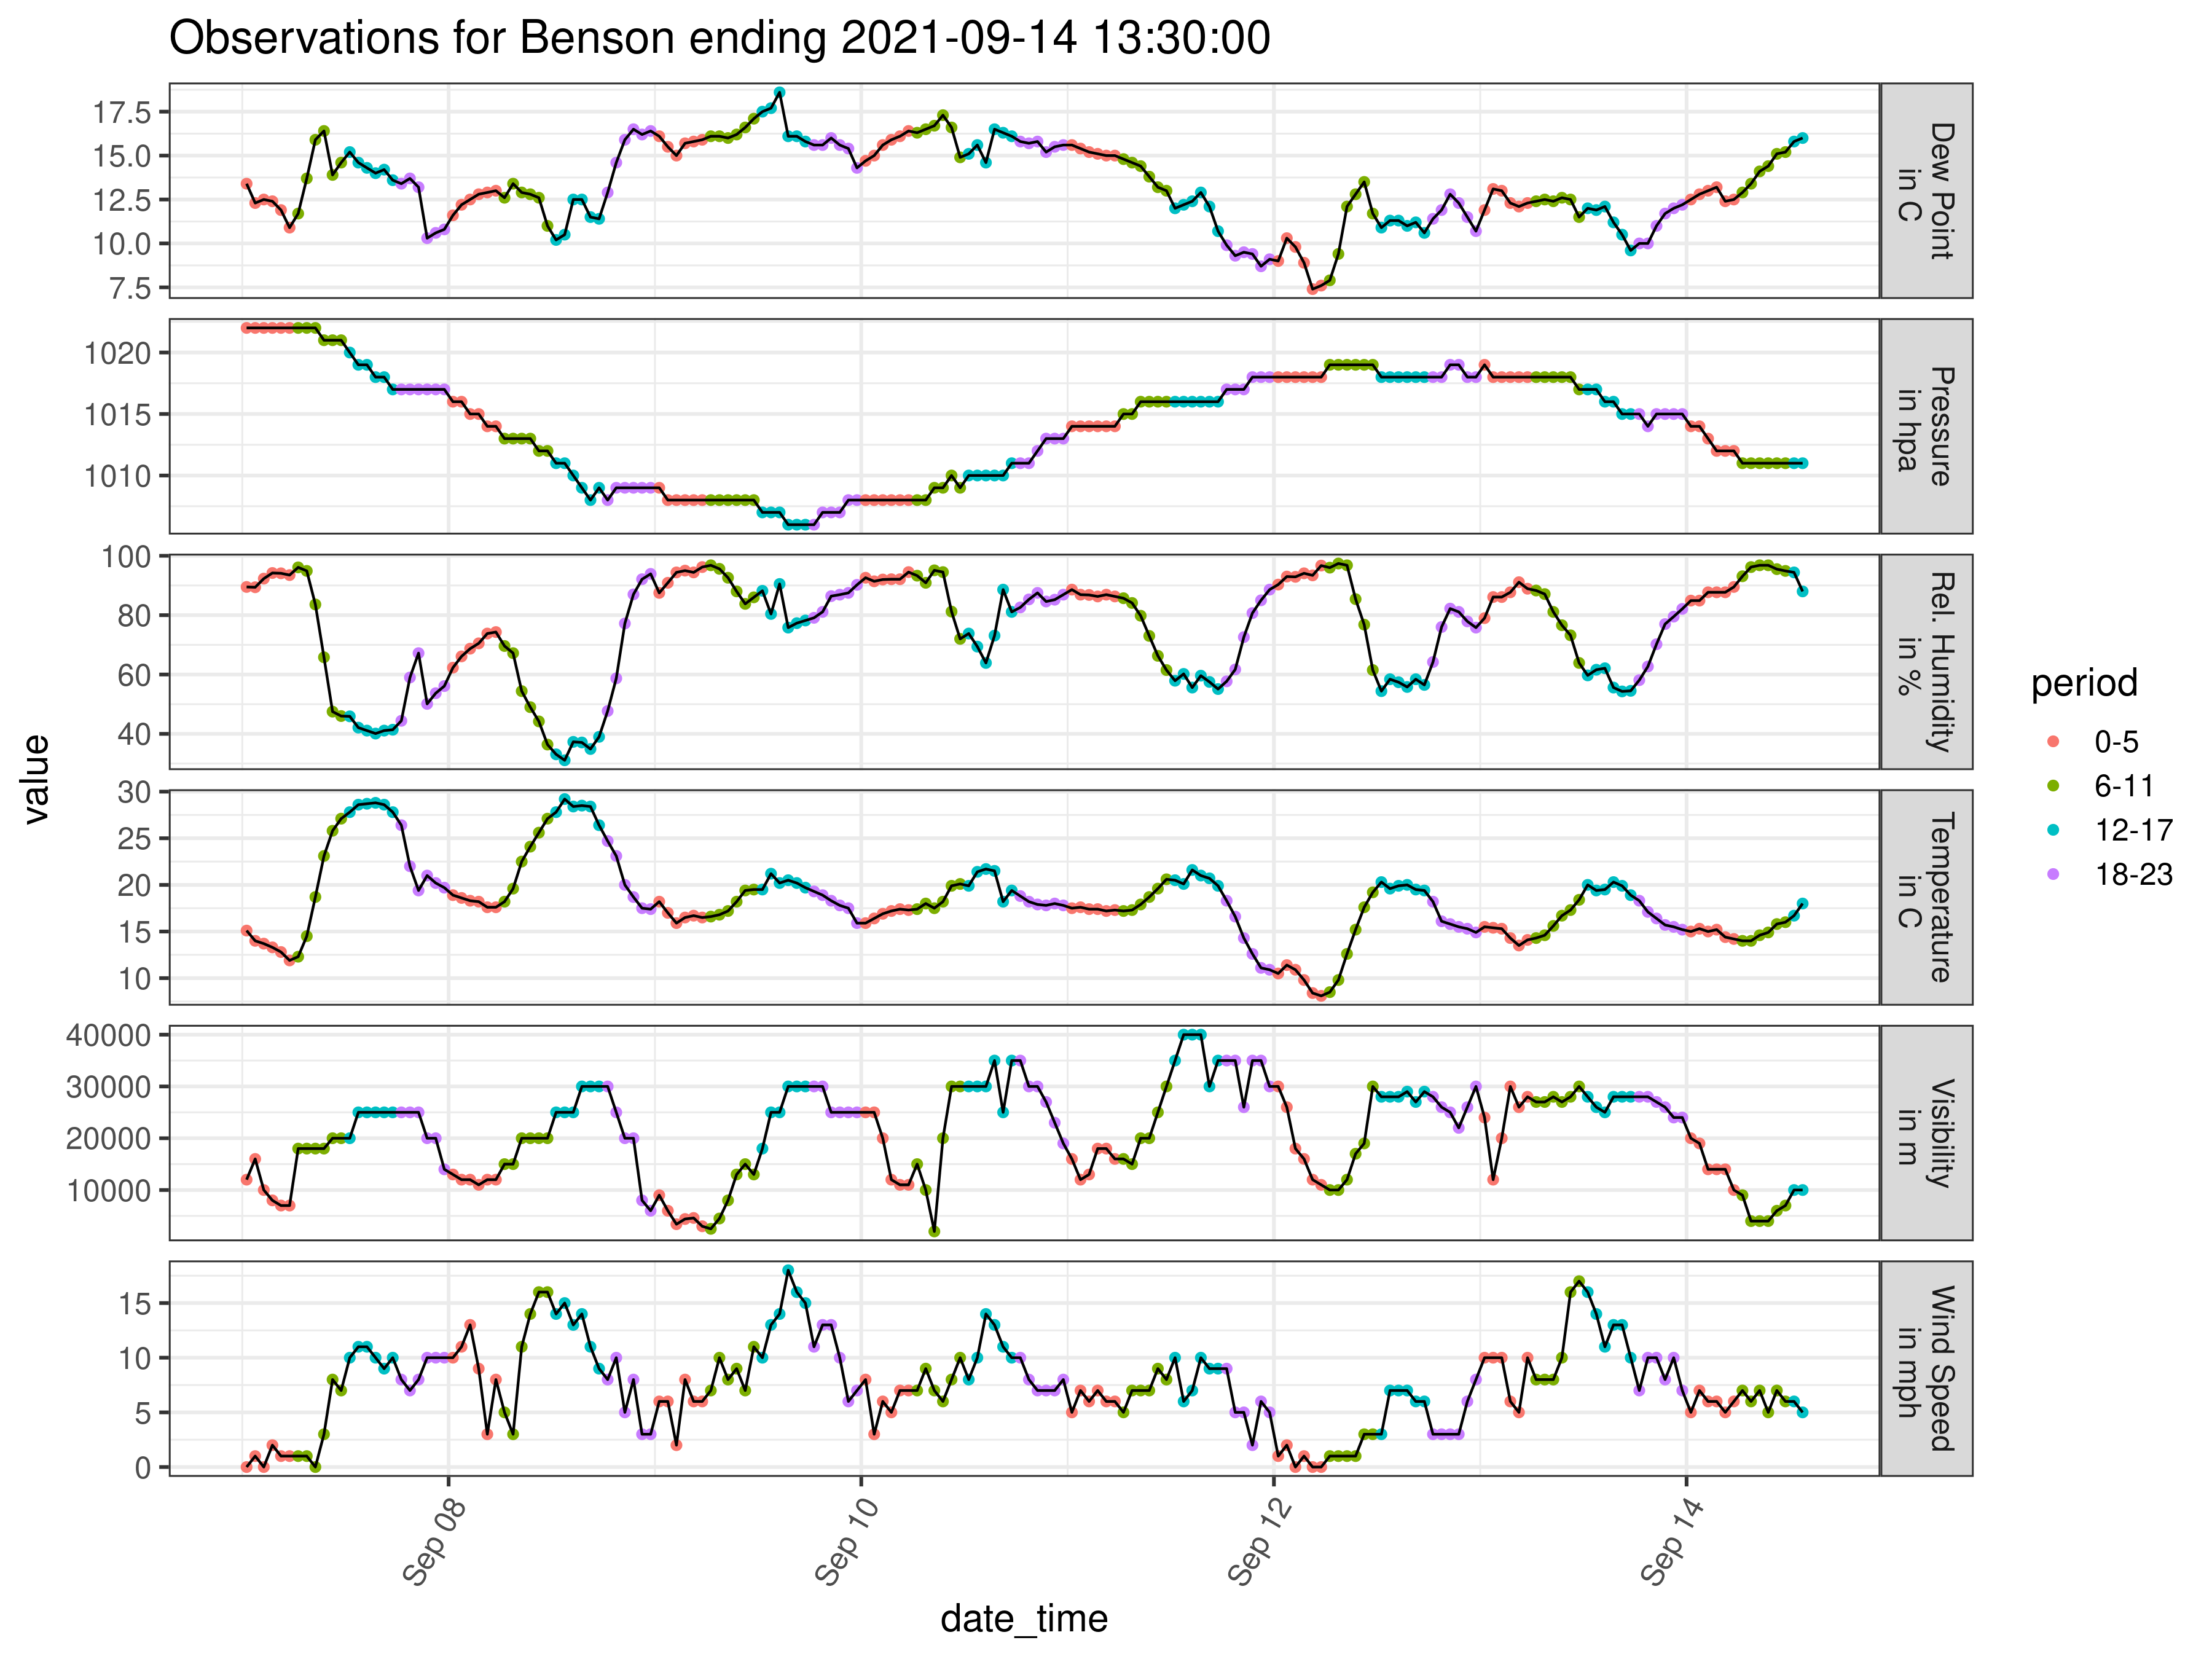 Observations for Benson ending 2021-09-14 13:30:00
value
17.5
15.0
12.5
10.0
7.5
Dew Point
in C
1020
1015
1010
Pressure
in hpa
100
80
60
40
Rel. Humidity
in %
30
25
20
15
10
Temperature
in C
40000
30000
20000
10000
Visibility
in m
15
10
5
0
Wind Speed
in mph
Sep 08
Sep 10
Sep 12
Sep 14
date_time
period
0-5
6-11
12-17
18-23